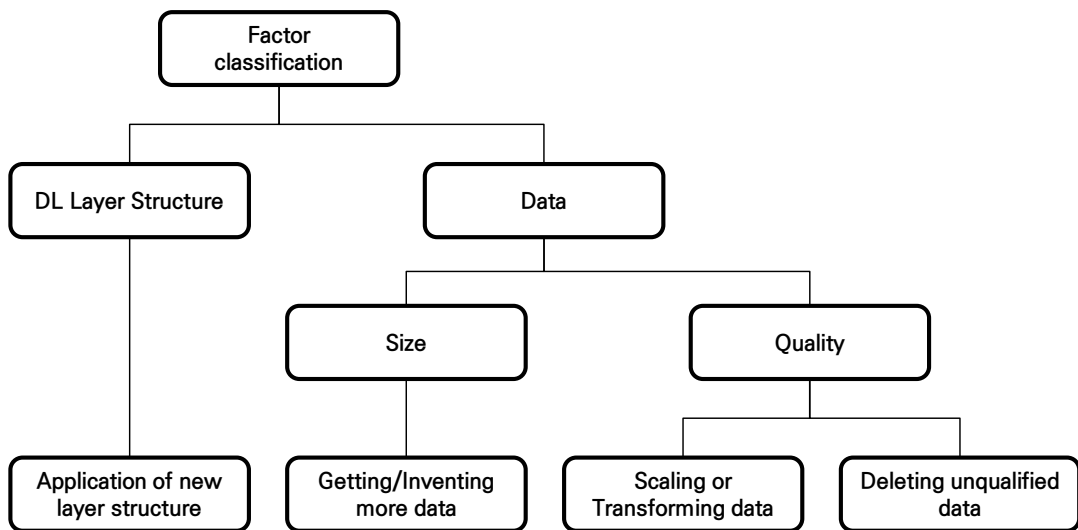 Factor
classification
DL Layer Structure
Data
Size
Quality
Application of new
layer structure
Getting/Inventing
more data
Scaling or
Transforming data
Deleting unqualified
data